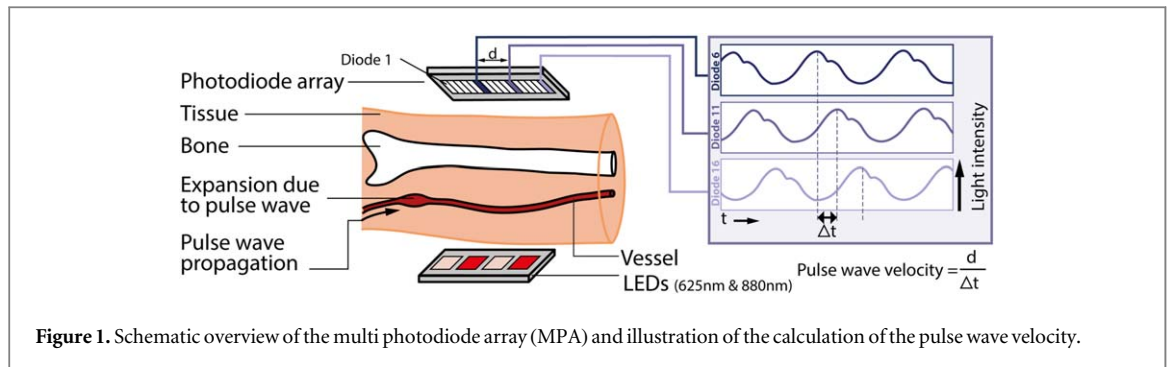 Diode 1
d
Photodiode array
Tissue
Bone
Expansion due
to pulse wave
Pulse wave
propagation
Vessel
LEDs (625nm & 880nm)
Diode 6
Diode 11
Diode 16
Light intensity
t
Δt
Pulse wave velocity = d
Δt
Figure 1. Schematic overview of the multi photodiode array (MPA) and illustration of the calculation of the pulse wave velocity.